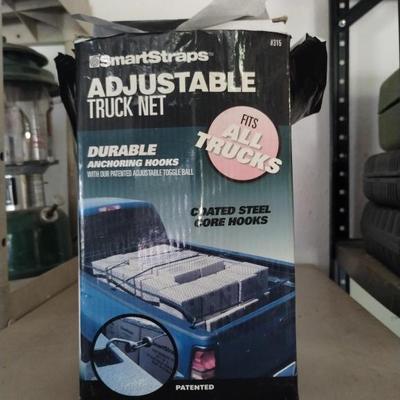 SmartStraps
#315
ADJUSTABLE
TRUCK NET
FITS
ALL
TRUCKS
DURABLE
ANCHORING HOOKS
WITH OUR PATENTED ADJUSTABLE TOGGLE BALL
COATED STEEL
CORE HOOKS
PATENTED